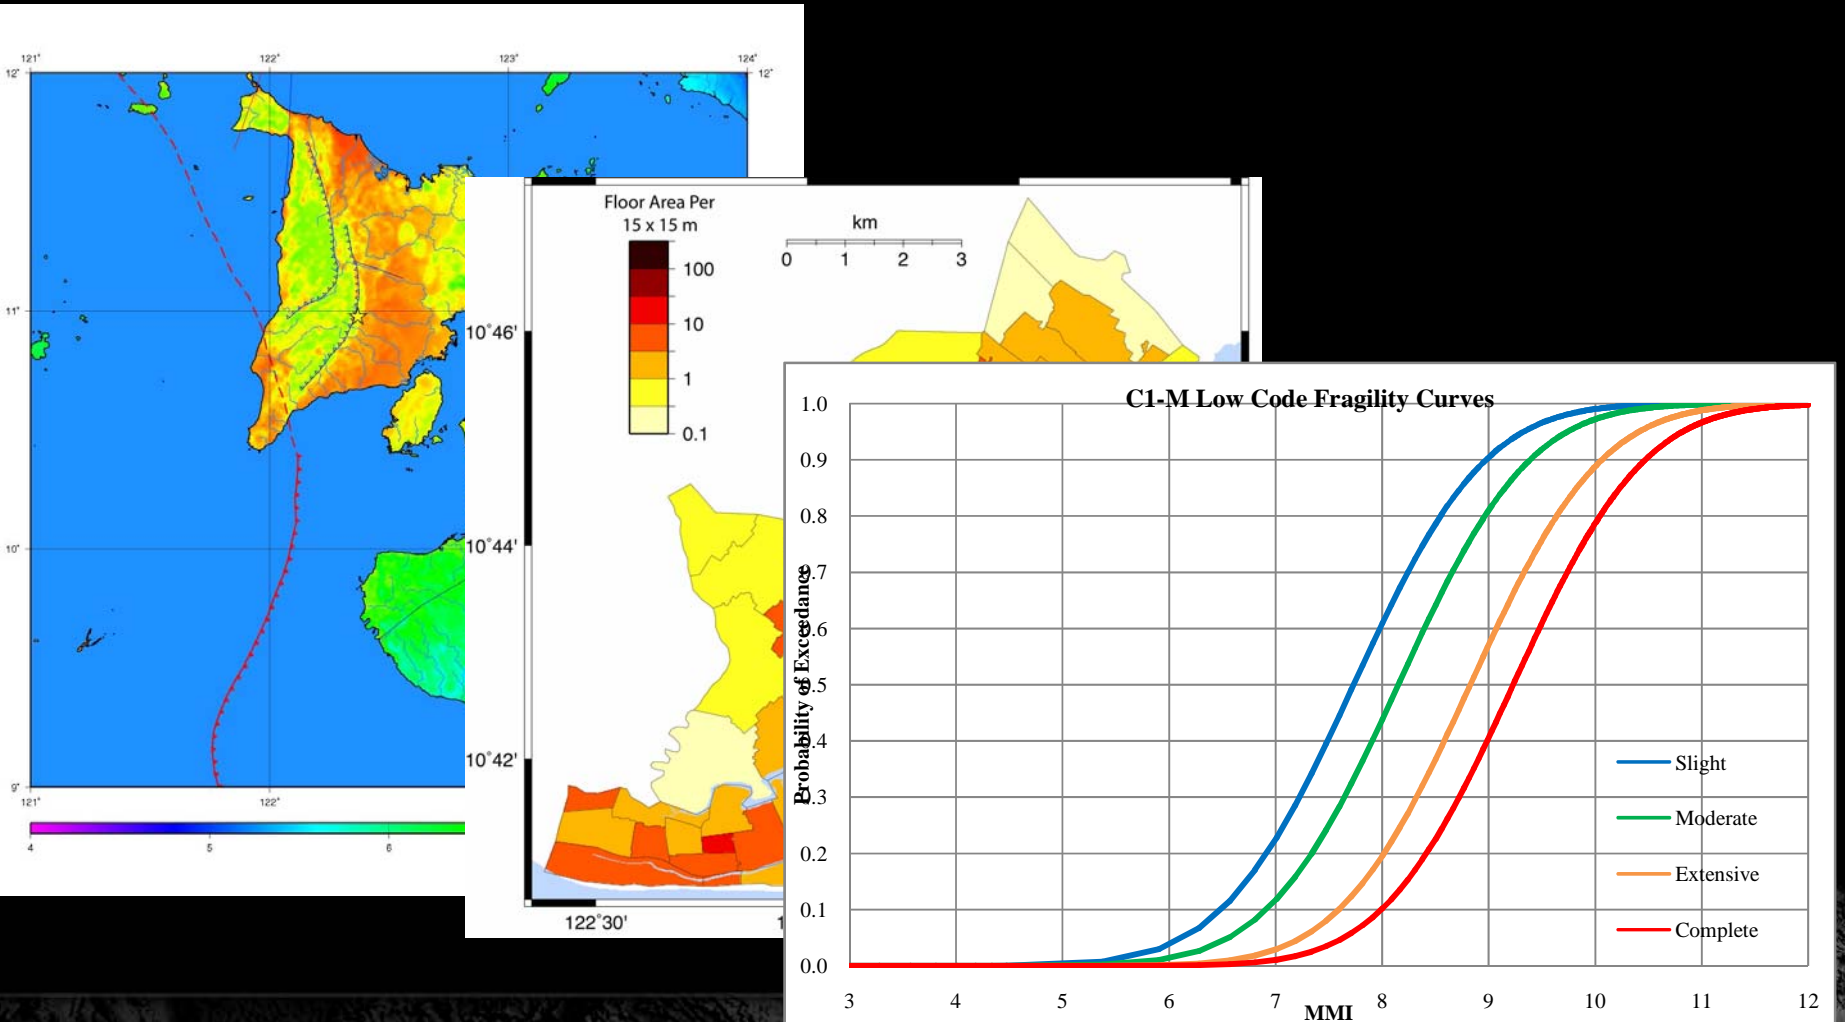 121° 122° 123° 124°
12° 12°
11°
10°
9°
121° 122°
4 5 6
Floor Area Per
15 x 15 m
100
10
1
0.1
km
0 1 2 3
10°46'
10°44'
10°42'
122°30' 1
C1-M Low Code Fragility Curves
Probability of Exceedance
1.0
0.9
0.8
0.7
0.6
0.5
0.4
0.3
0.2
0.1
0.0
3 4 5 6 7 8 9 10 11 12
MMI
Slight
Moderate
Extensive
Complete